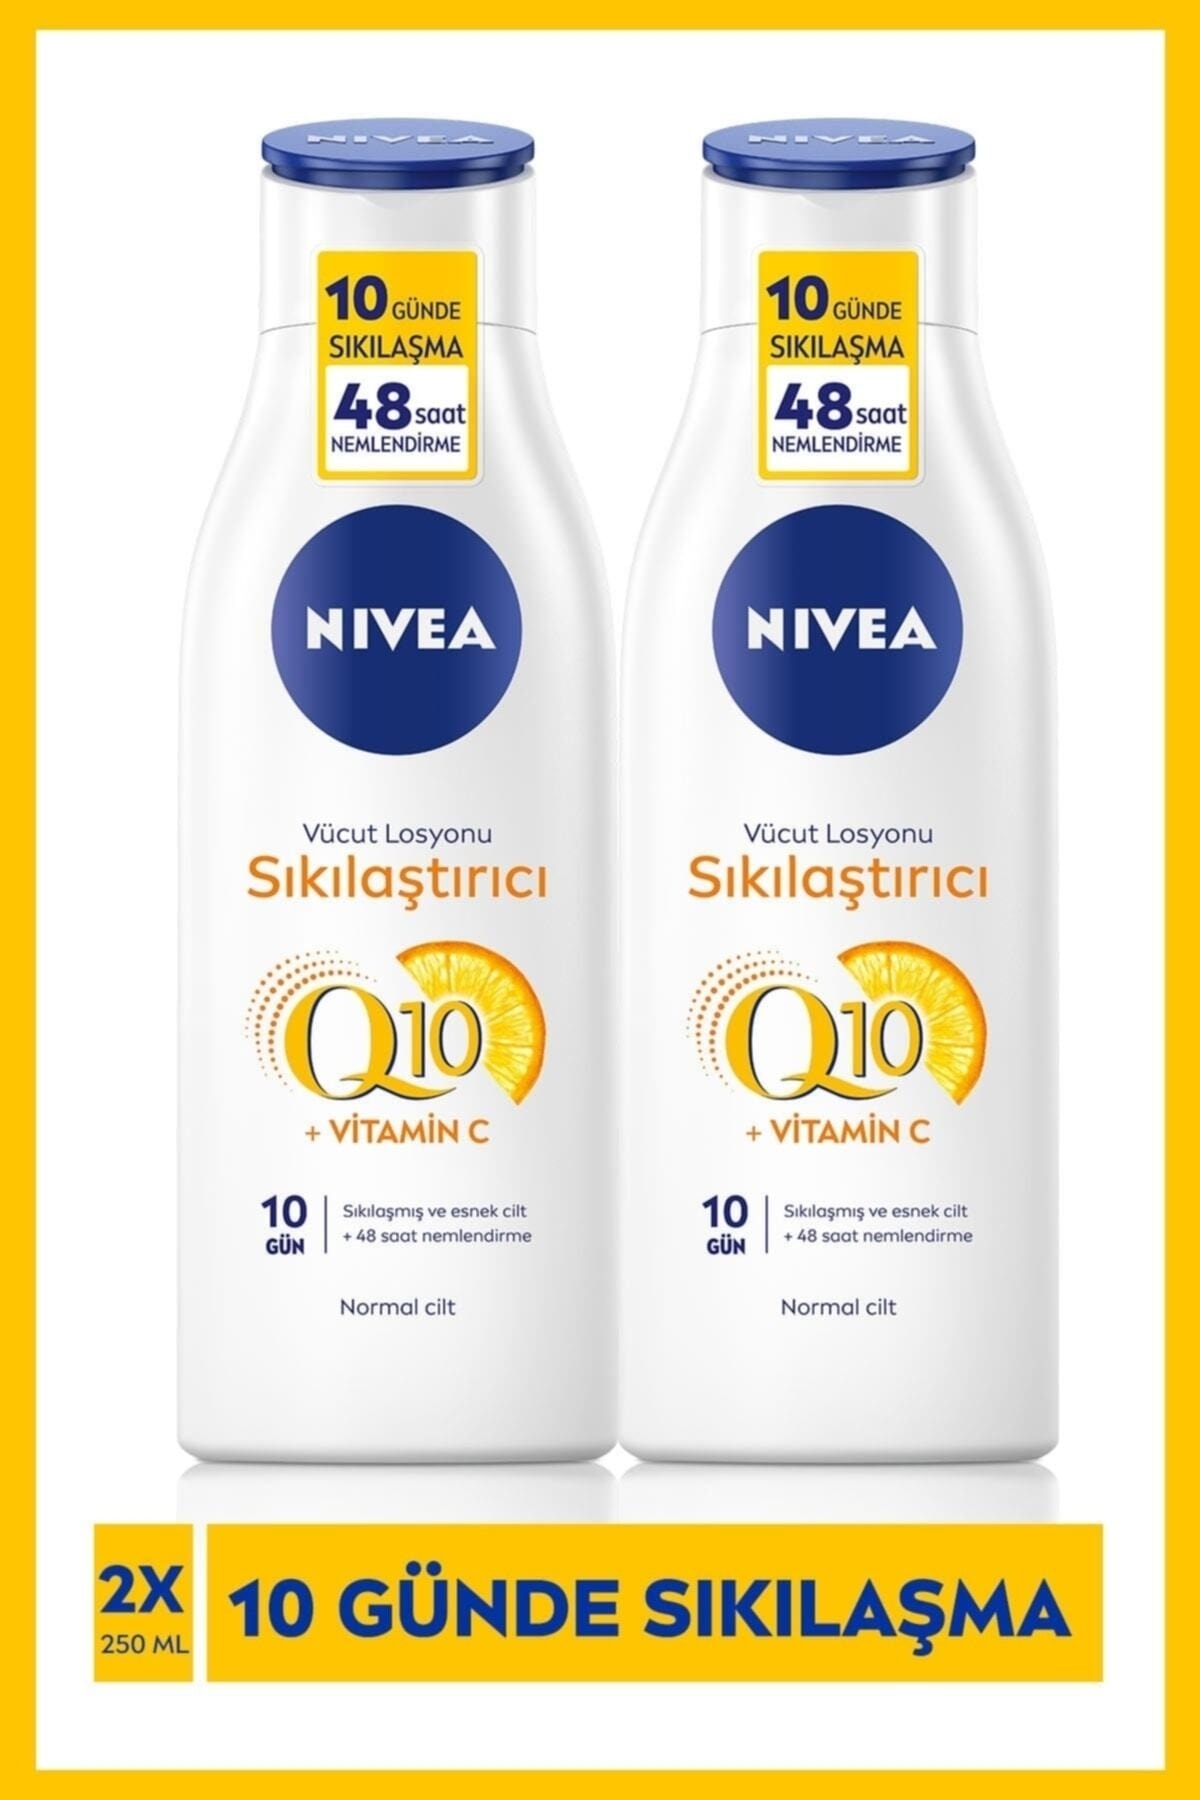 NIVEA
10 GÜNDE
SIKILAŞMA
48 saat
NEMLENDİRME
NIVEA
Vücut Losyonu
Sıkılaştırıcı
Q10
+ VİTAMİN C
10
GÜN
Sıkılaşmış ve esnek cilt
+ 48 saat nemlendirme
Normal cilt
NIVEA
10 GÜNDE
SIKILAŞMA
48 saat
NEMLENDİRME
NIVEA
Vücut Losyonu
Sıkılaştırıcı
Q10
+ VİTAMİN C
10
GÜN
Sıkılaşmış ve esnek cilt
+ 48 saat nemlendirme
Normal cilt
2X
250 ML
10 GÜNDE SIKILAŞMA